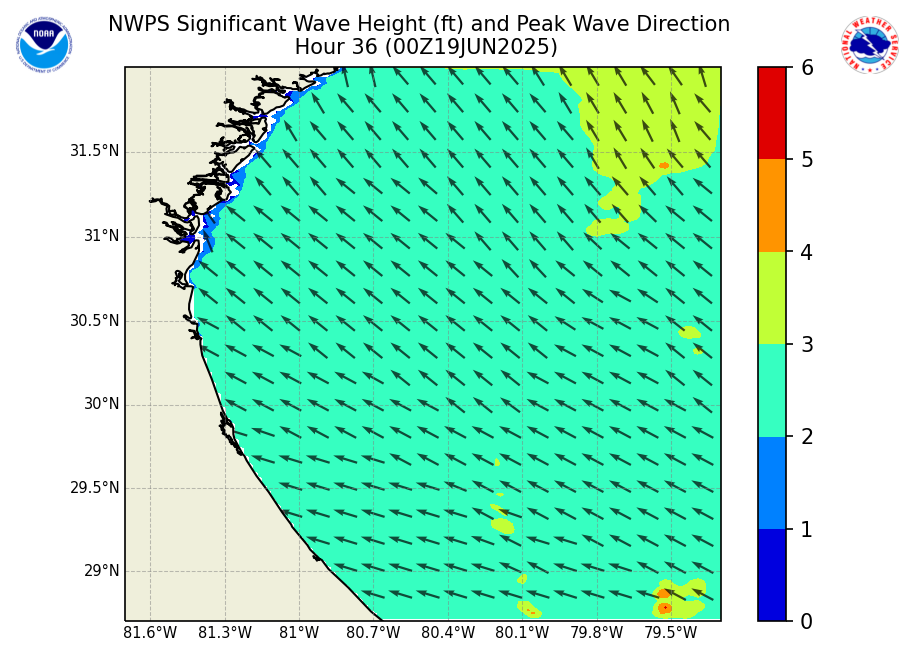 NWPS Significant Wave Height (ft) and Peak Wave Direction
Hour 36 (00Z19JUN2025)
NOAA
31.5°N
31°N
30.5°N
30°N
29.5°N
29°N
81.6°W 81.3°W 81°W 80.7°W 80.4°W 80.1°W 79.8°W 79.5°W
6
5
4
3
2
1
0
NATIONAL WEATHER SERVICE